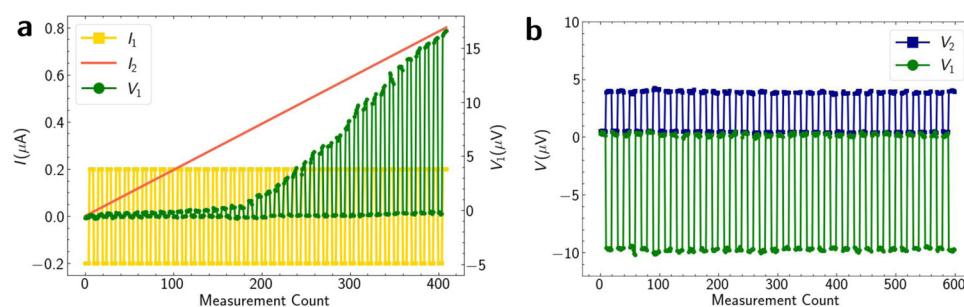 a
I₁
I₂
V₁
0.8
0.6
0.4
0.2
0.0
−0.2
I(μA)
15
10
5
0
−5
V₁(μV)
0
100
200
300
400
Measurement Count
b
V₂
V₁
10
5
0
−5
−10
V(μV)
0
100
200
300
400
500
600
Measurement Count